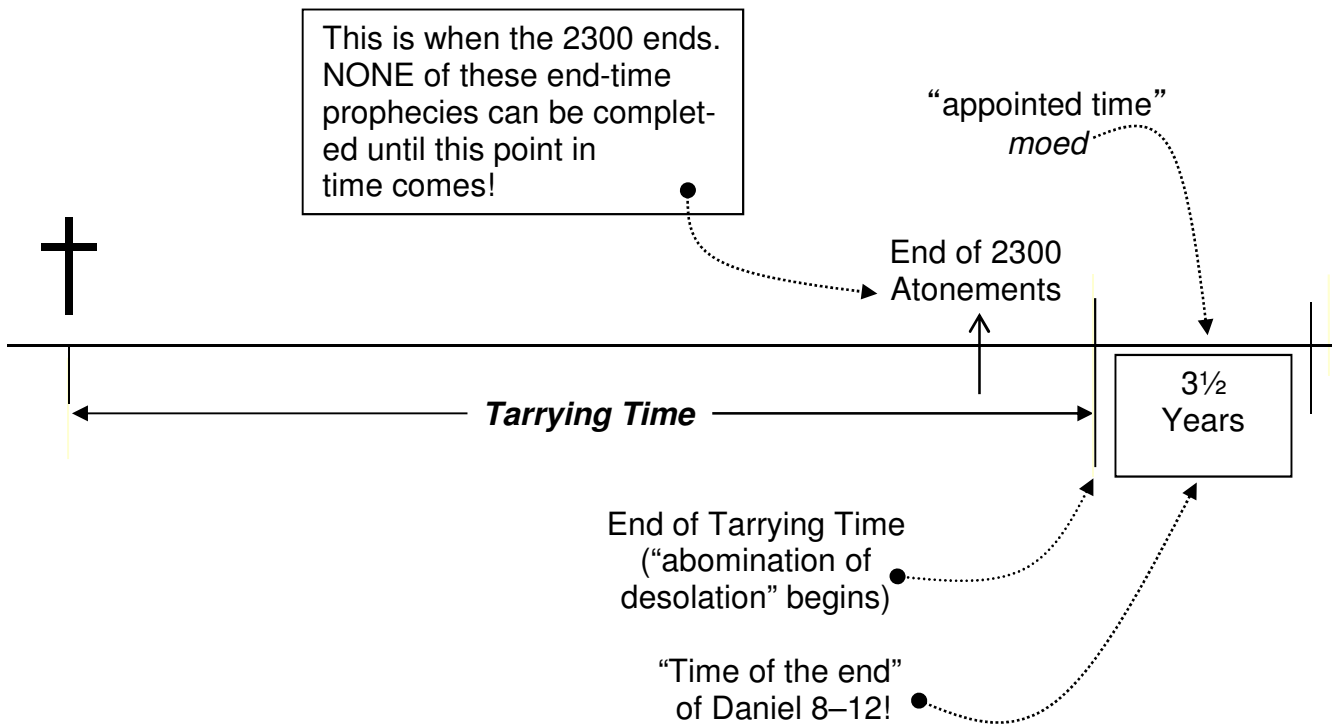 This is when the 2300 ends.
NONE of these end-time
prophecies can be complet-
ed until this point in
time comes!
“appointed time”
moed
End of 2300
Atonements
Tarrying Time
3½
Years
End of Tarrying Time
(“abomination of
desolation” begins)
“Time of the end”
of Daniel 8–12!